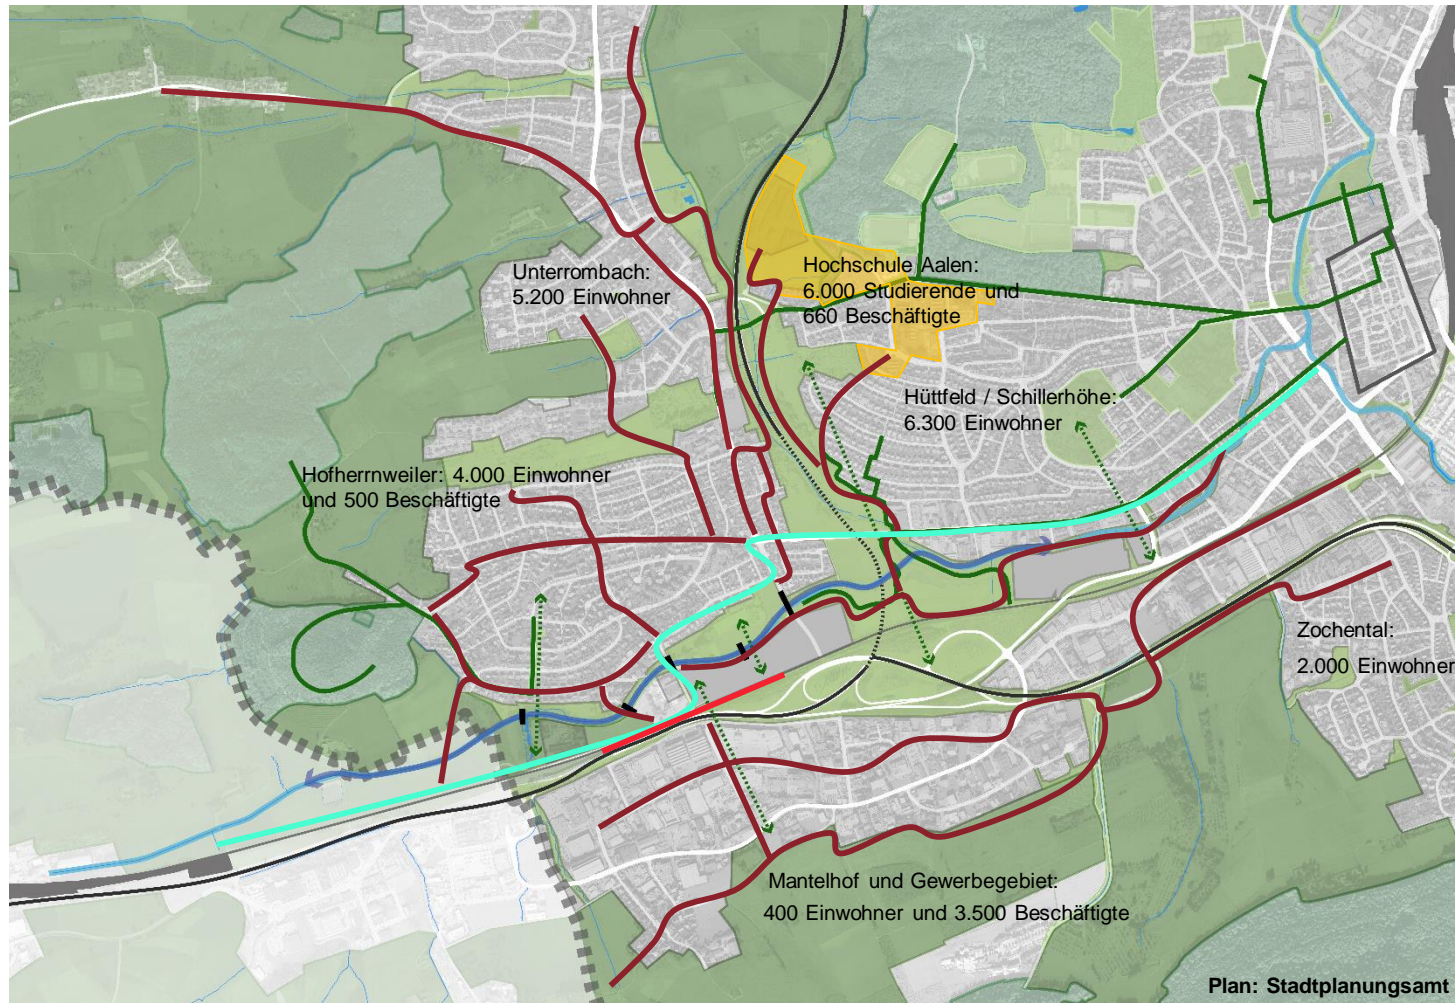 Unterrombach:
5.200 Einwohner
Hochschule Aalen:
6.000 Studierende und
660 Beschäftigte
Hüttfeld / Schillerhöhe:
6.300 Einwohner
Hofherrnweiler: 4.000 Einwohner
und 500 Beschäftigte
Zochental:
2.000 Einwohner
Mantelhof und Gewerbegebiet:
400 Einwohner und 3.500 Beschäftigte
Plan: Stadtplanungsamt